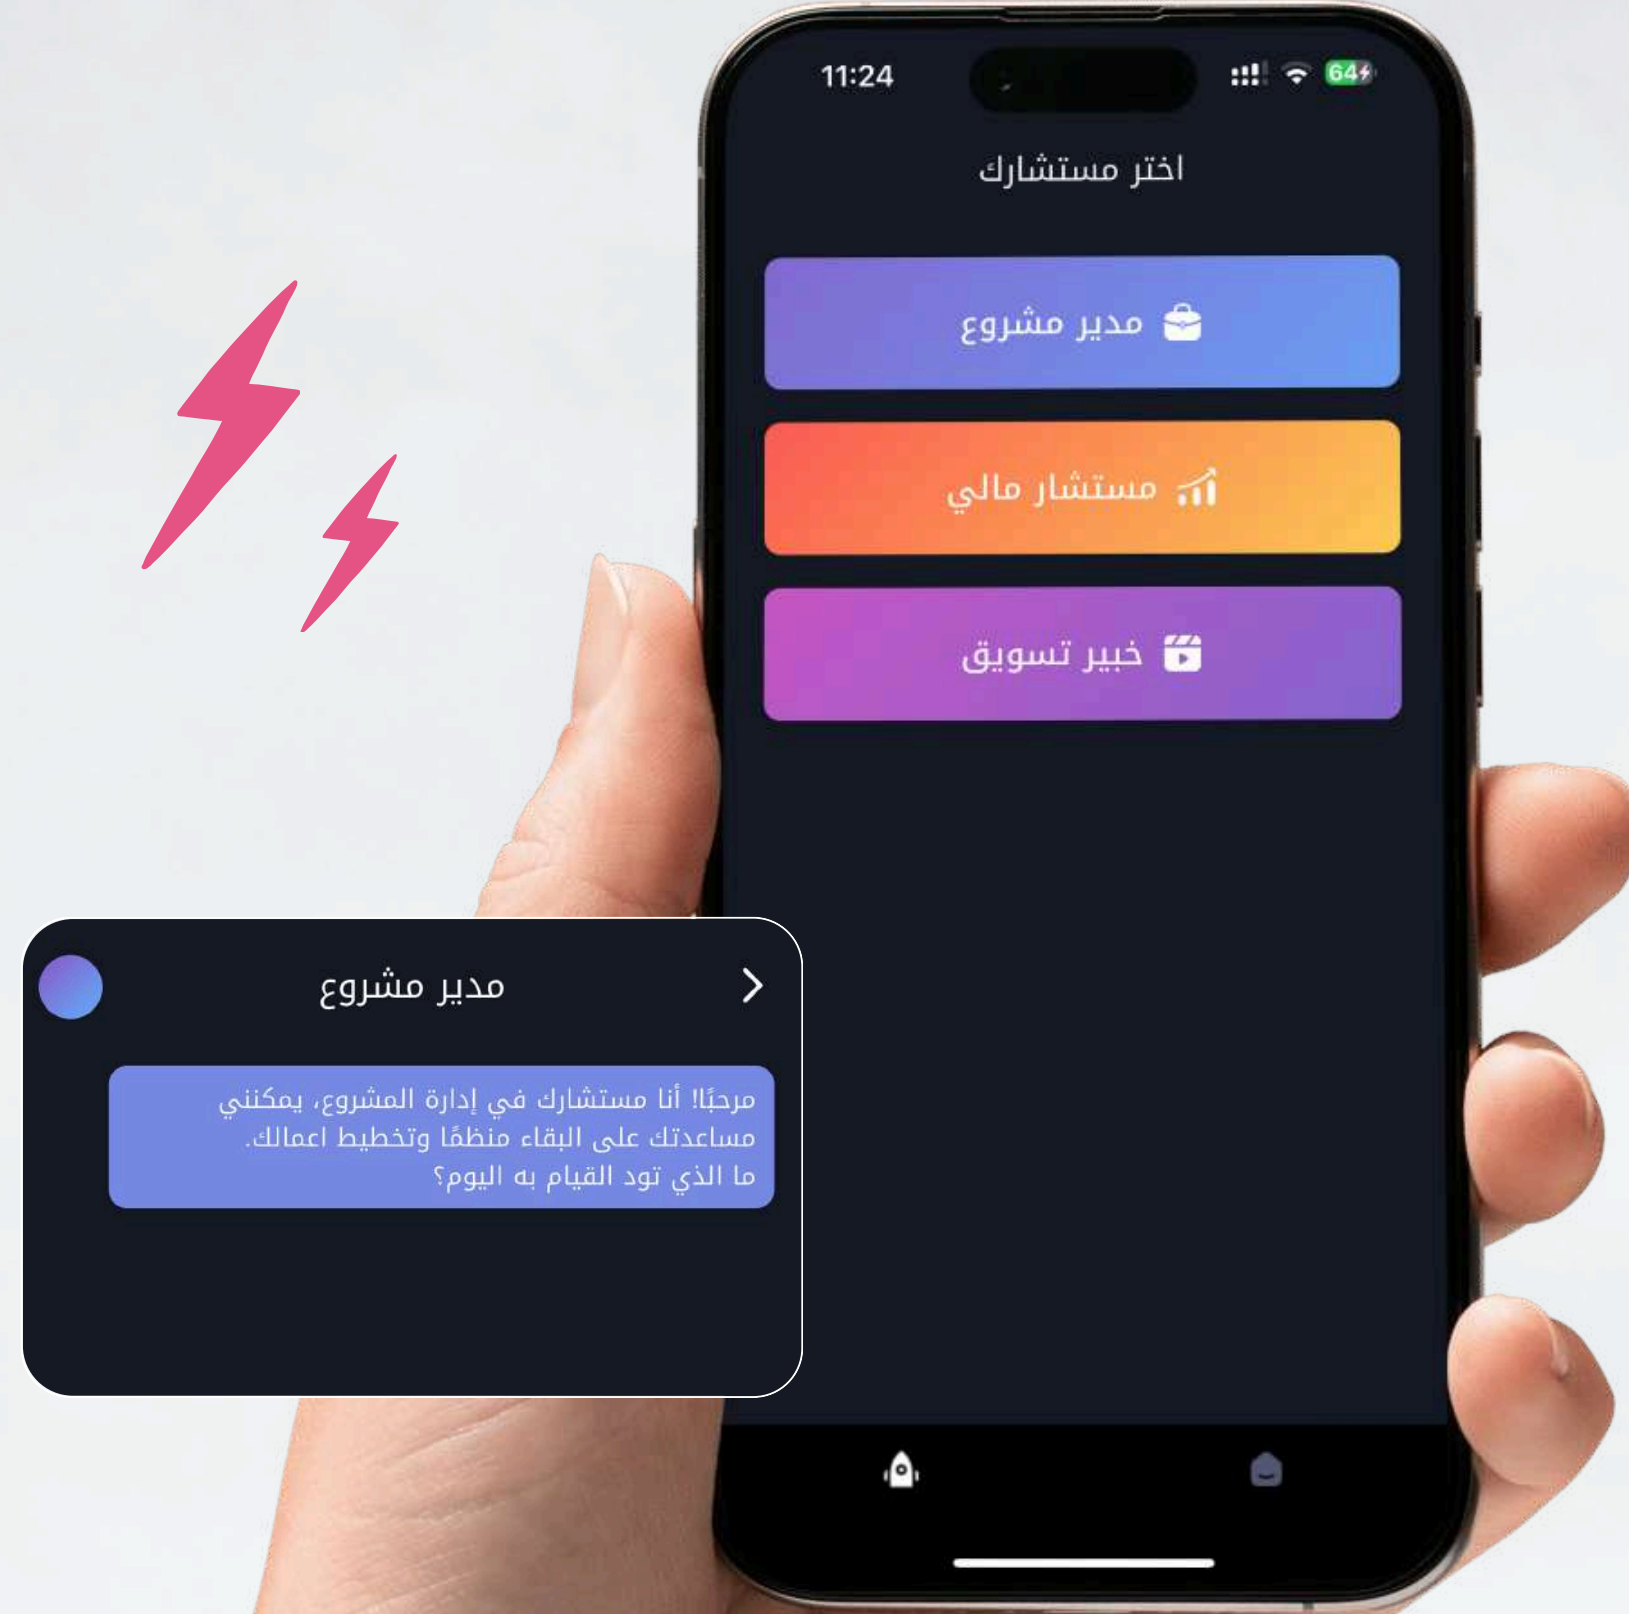 11:24
64
اختر مستشارك
مدير مشروع
مستشار مالي
خبير تسويق
مدير مشروع
مرحبًا! أنا مستشارك في إدارة المشروع، يمكنني
مساعدتك على البقاء منظمًا وتخطيط اعمالك.
ما الذي تود القيام به اليوم؟